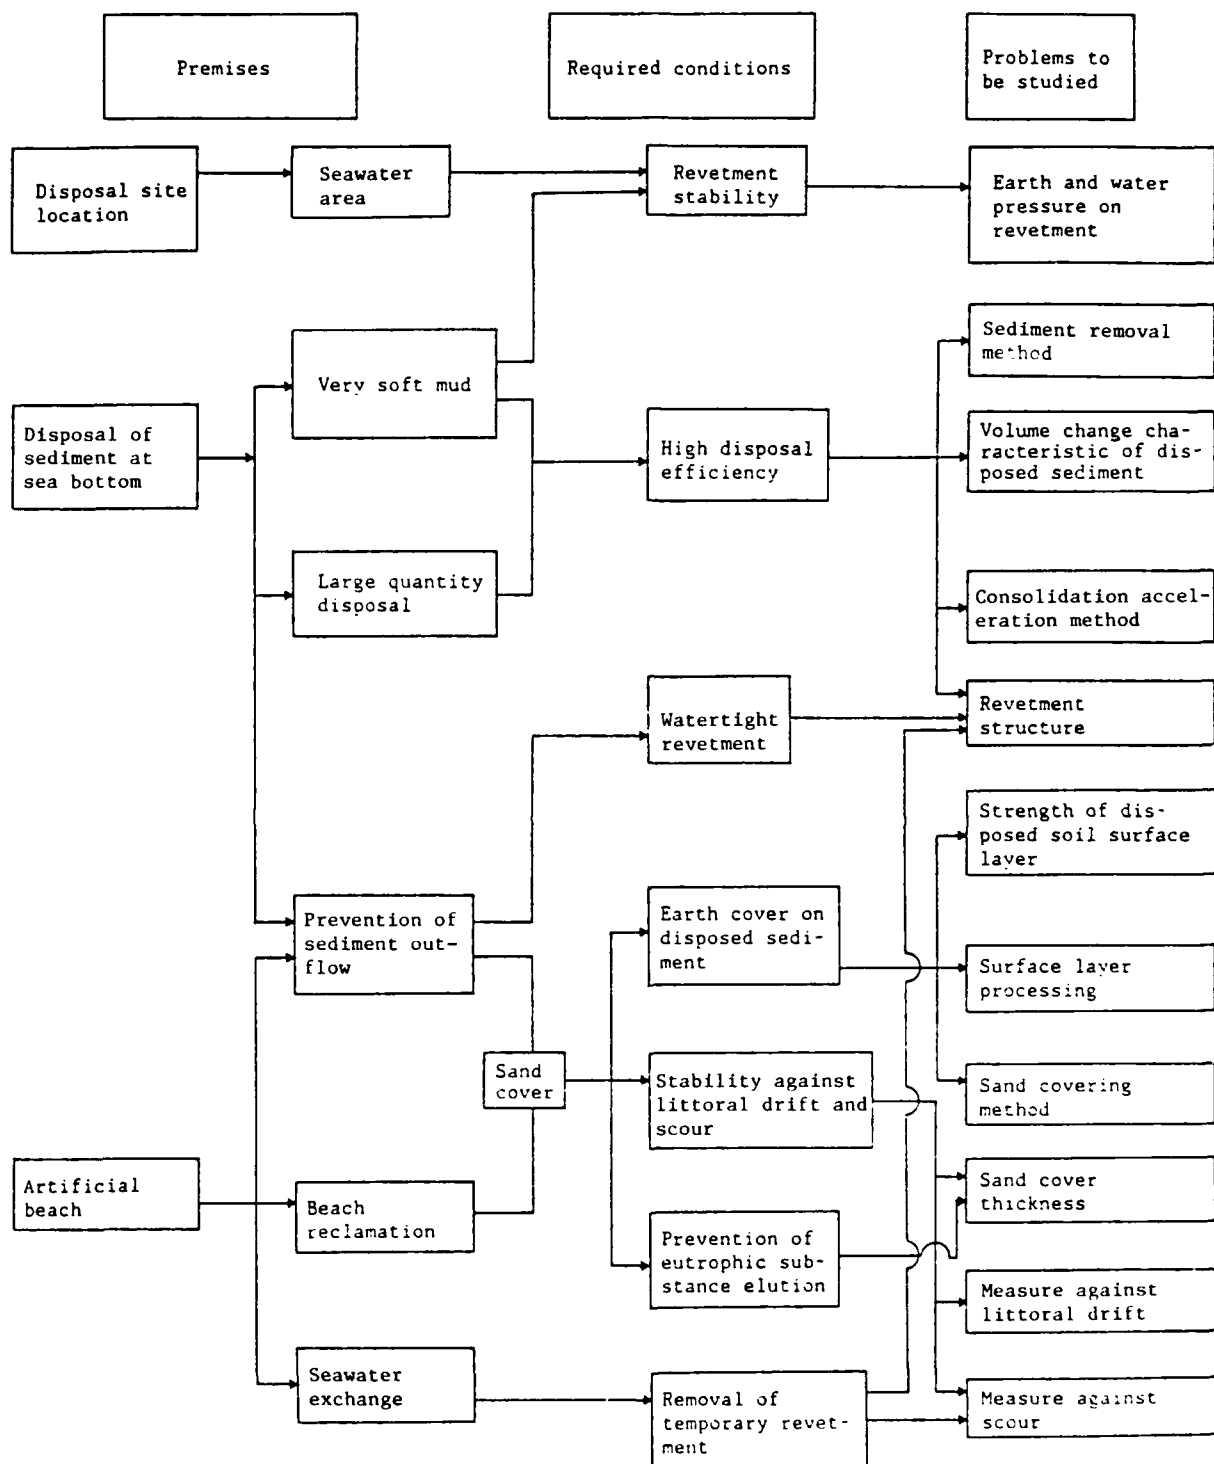 Premises
Required conditions
Problems to
be studied
Disposal site
location
Seawater
area
Revetment
stability
Earth and water
pressure on
revetment
Very soft mud
Sediment removal
method
Disposal of
sediment at
sea bottom
High disposal
efficiency
Volume change cha-
racteristic of dis-
posed sediment
Large quantity
disposal
Consolidation accel-
eration method
Watertight
revetment
Revetment
structure
Strength of dis-
posed soil surface
layer
Prevention of
sediment out-
flow
Earth cover on
disposed sedi-
ment
Surface layer
processing
Sand
cover
Stability against
littoral drift and
scour
Sand covering
method
Artificial
beach
Beach
reclamation
Sand cover
thickness
Prevention of
eutrophic sub-
stance elution
Measure against
littoral drift
Seawater
exchange
Removal of
temporary revet-
ment
Measure against
scour